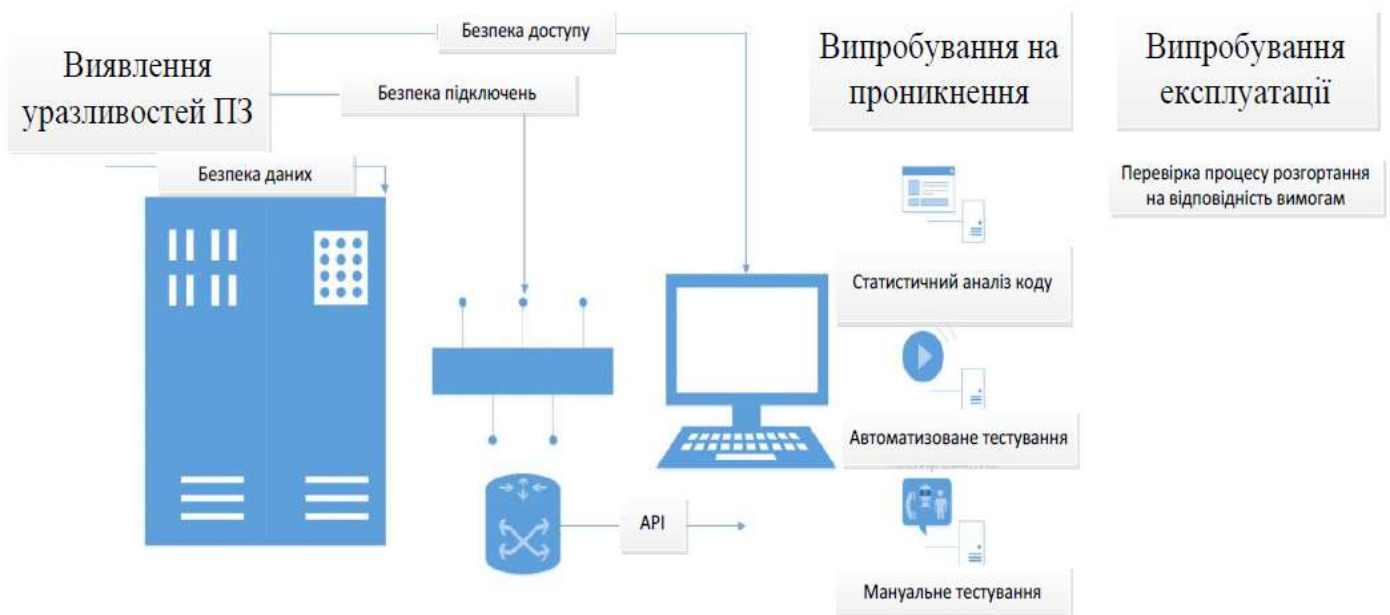 Виявлення
уразливостей ПЗ
Безпека доступу
Безпека підключень
Безпека даних
API
Випробування на
проникнення
Статистичний аналіз коду
Автоматизоване тестування
Мануальне тестування
Випробування
експлуатації
Перевірка процесу розгортання
на відповідність вимогам